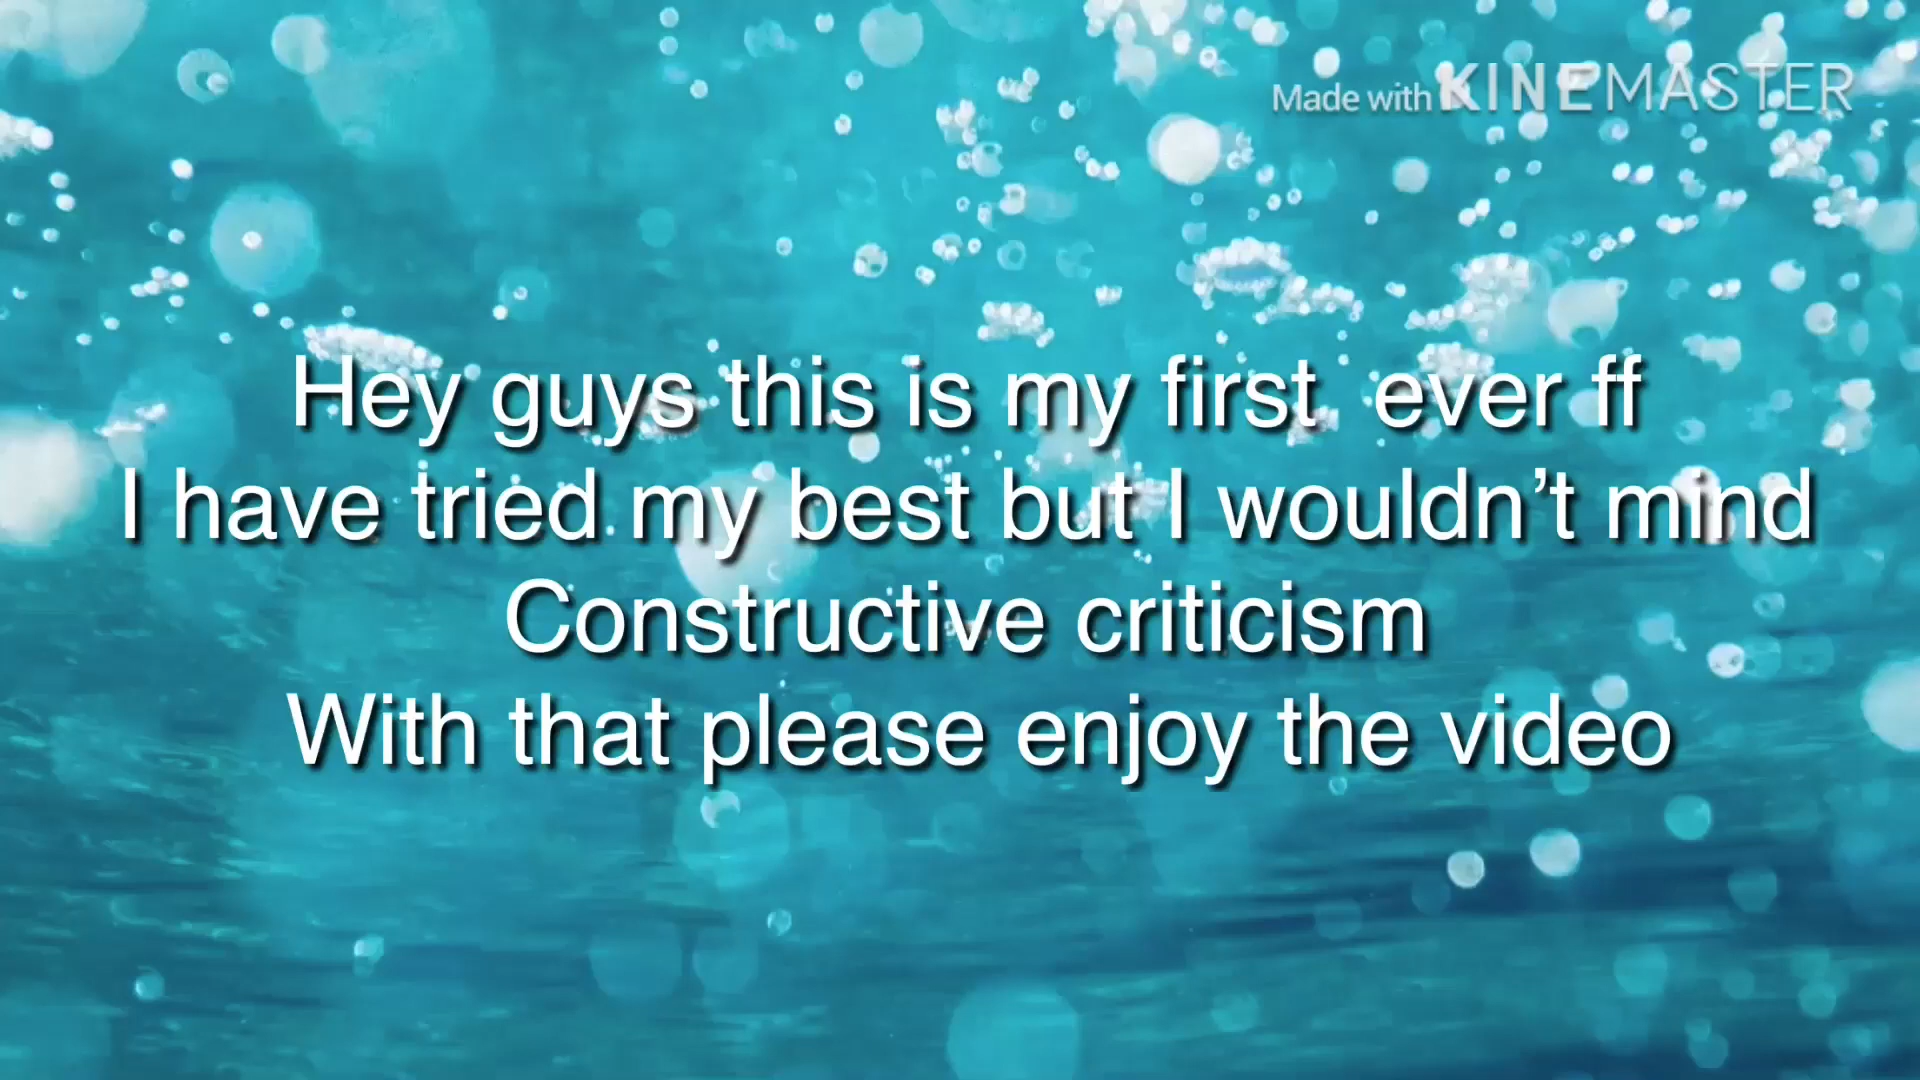 Made with KINEMASTER
Hey guys this is my first  ever ff
I have tried my best but I wouldn’t mind
Constructive criticism
With that please enjoy the video